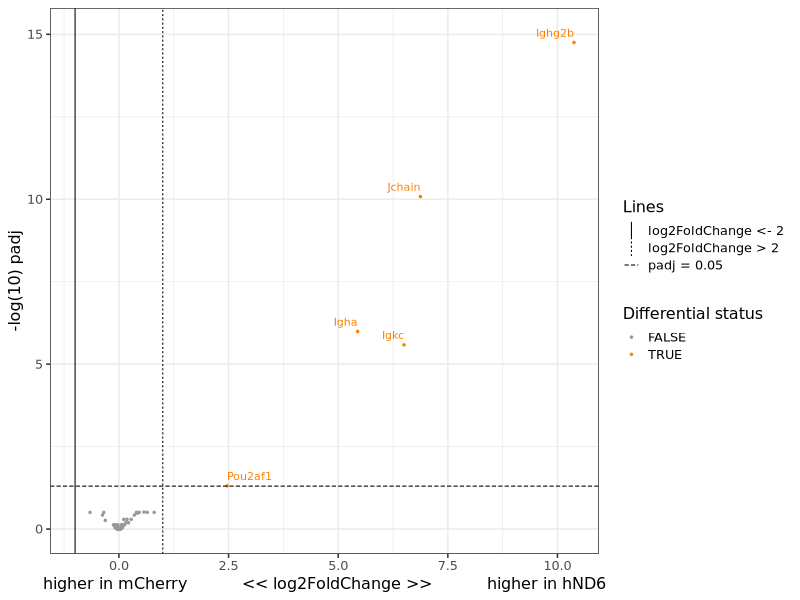 15
10
5
0
-log(10) padj
Ighg2b
Jchain
Igha
Igkc
Pou2af1
0.0
2.5
5.0
7.5
10.0
higher in mCherry
<< log2FoldChange >>
higher in hND6
Lines
log2FoldChange <- 2
log2FoldChange > 2
padj = 0.05
Differential status
FALSE
TRUE